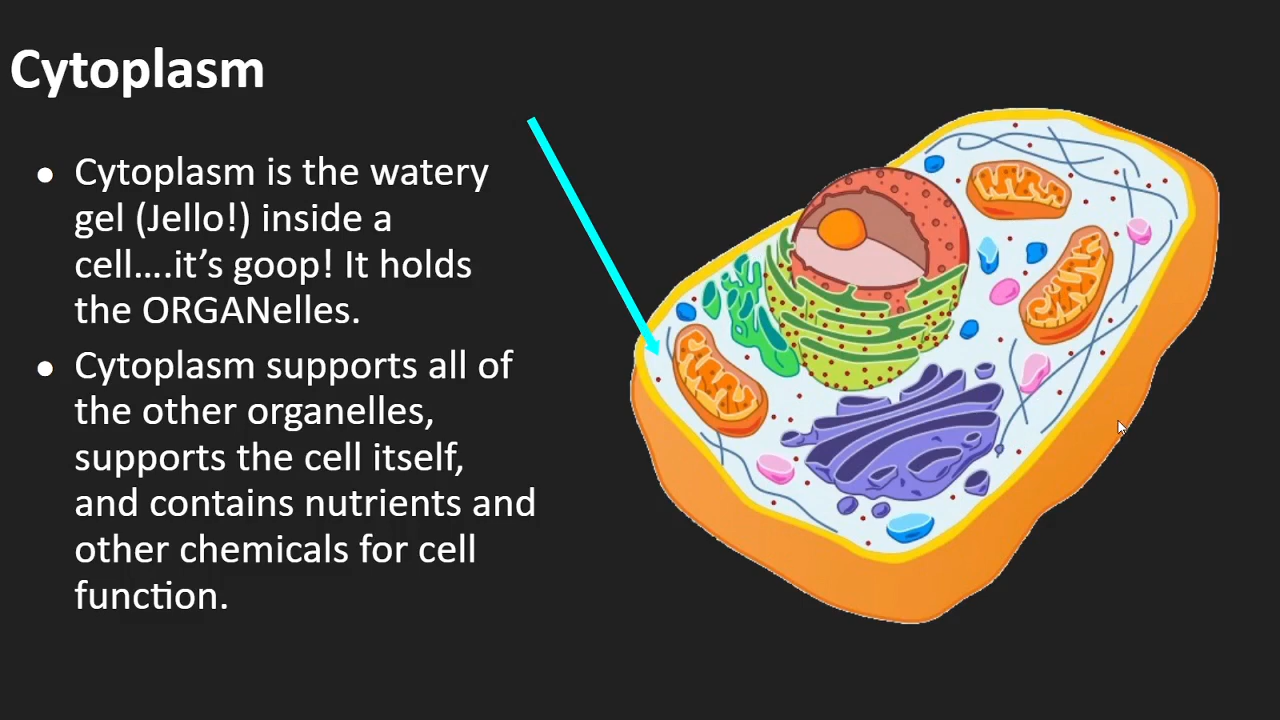 Cytoplasm
● Cytoplasm is the watery
gel (Jello!) inside a
cell….it’s goop! It holds
the ORGANelles.
● Cytoplasm supports all of
the other organelles,
supports the cell itself,
and contains nutrients and
other chemicals for cell
function.